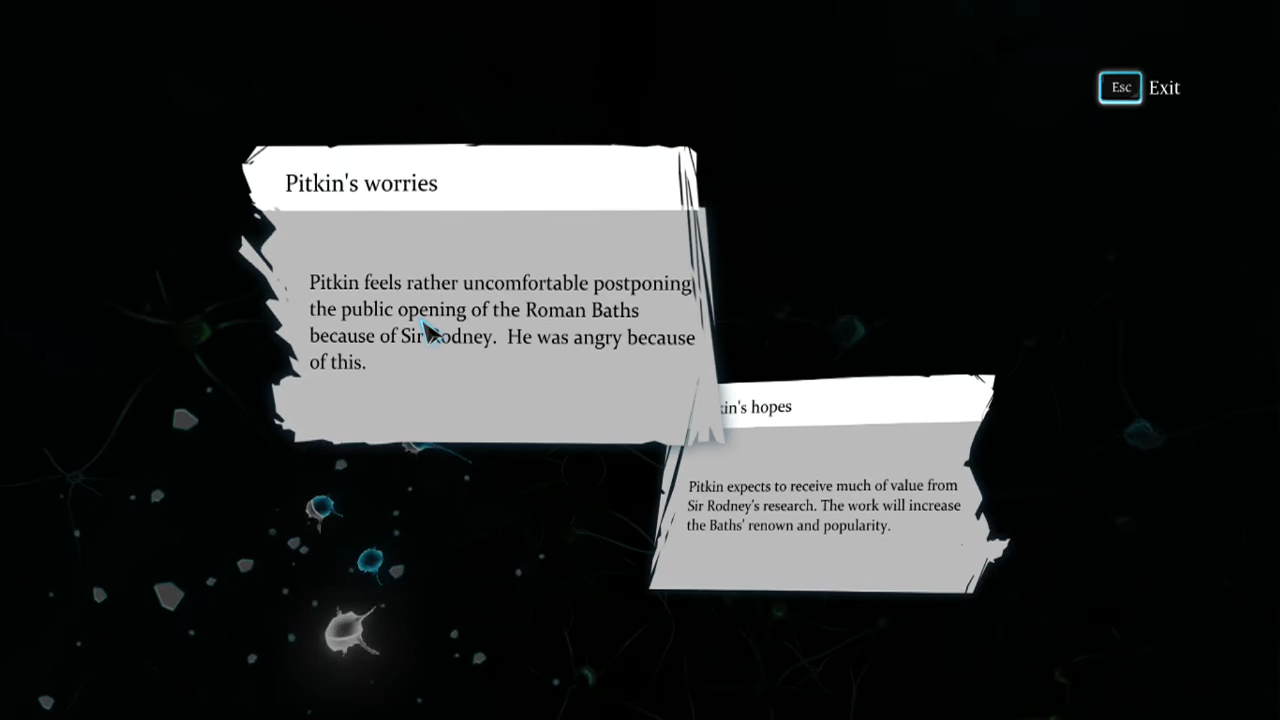 Esc Exit
Pitkin's worries
Pitkin feels rather uncomfortable postponing
the public opening of the Roman Baths
because of Sir Rodney.  He was angry because
of this.
kin's hopes
Pitkin expects to receive much of value from
Sir Rodney's research. The work will increase
the Baths' renown and popularity.